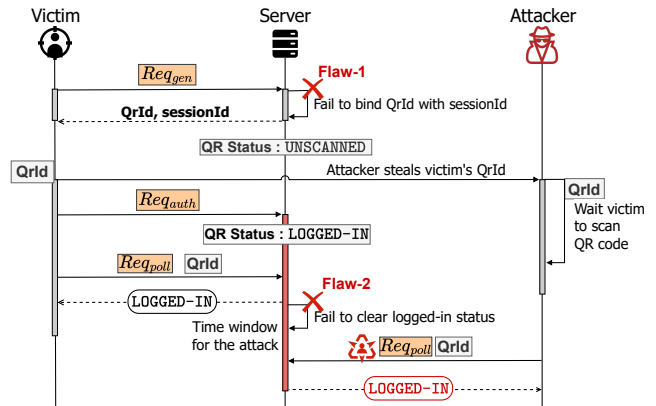 Victim
Server
Attacker
Req_gen
Flaw-1
Fail to bind QrId with sessionId
QrId, sessionId
QR Status : UNSCANNED
Attacker steals victim's QrId
QrId
QrId
Wait victim
to scan
QR code
Req_auth
QR Status : LOGGED-IN
Req_poll QrId
Flaw-2
LOGGED-IN
Fail to clear logged-in status
Time window
for the attack
Req_poll QrId
LOGGED-IN